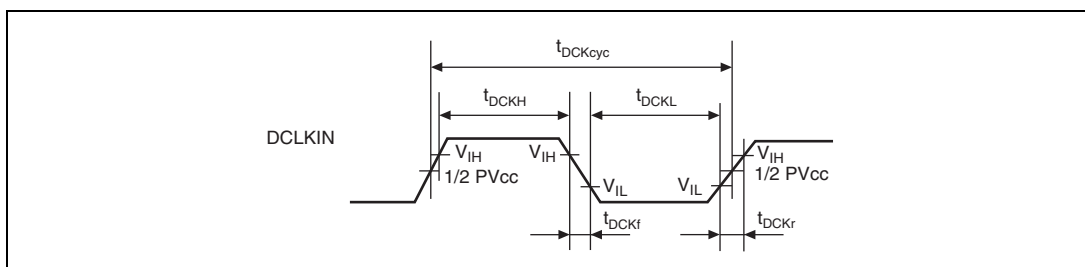 tDCKcyc
tDCKH
tDCKL
DCLKIN
VIH
VIH
VIH
1/2 PVcc
1/2 PVcc
VIL
VIL
tDCKf
tDCKr